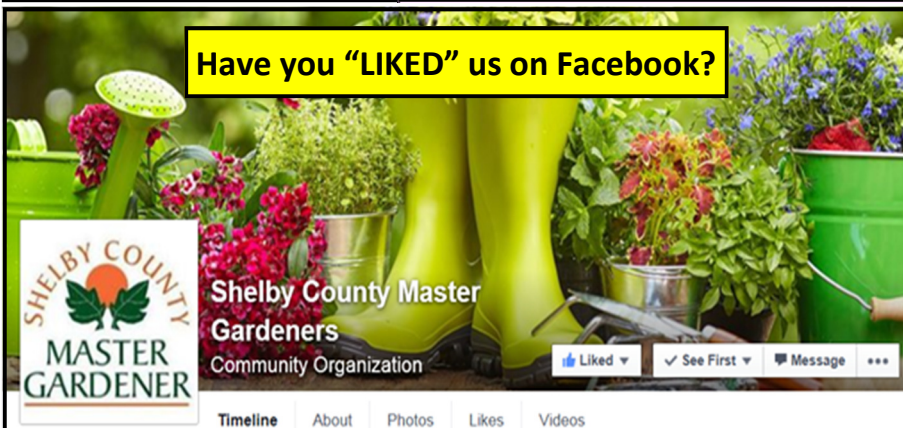 Have you “LIKED” us on Facebook?
SHELBY COUNTY
MASTER
GARDENER
Shelby County Master
Gardeners
Community Organization
Liked
See First
Message
Timeline
About
Photos
Likes
Videos